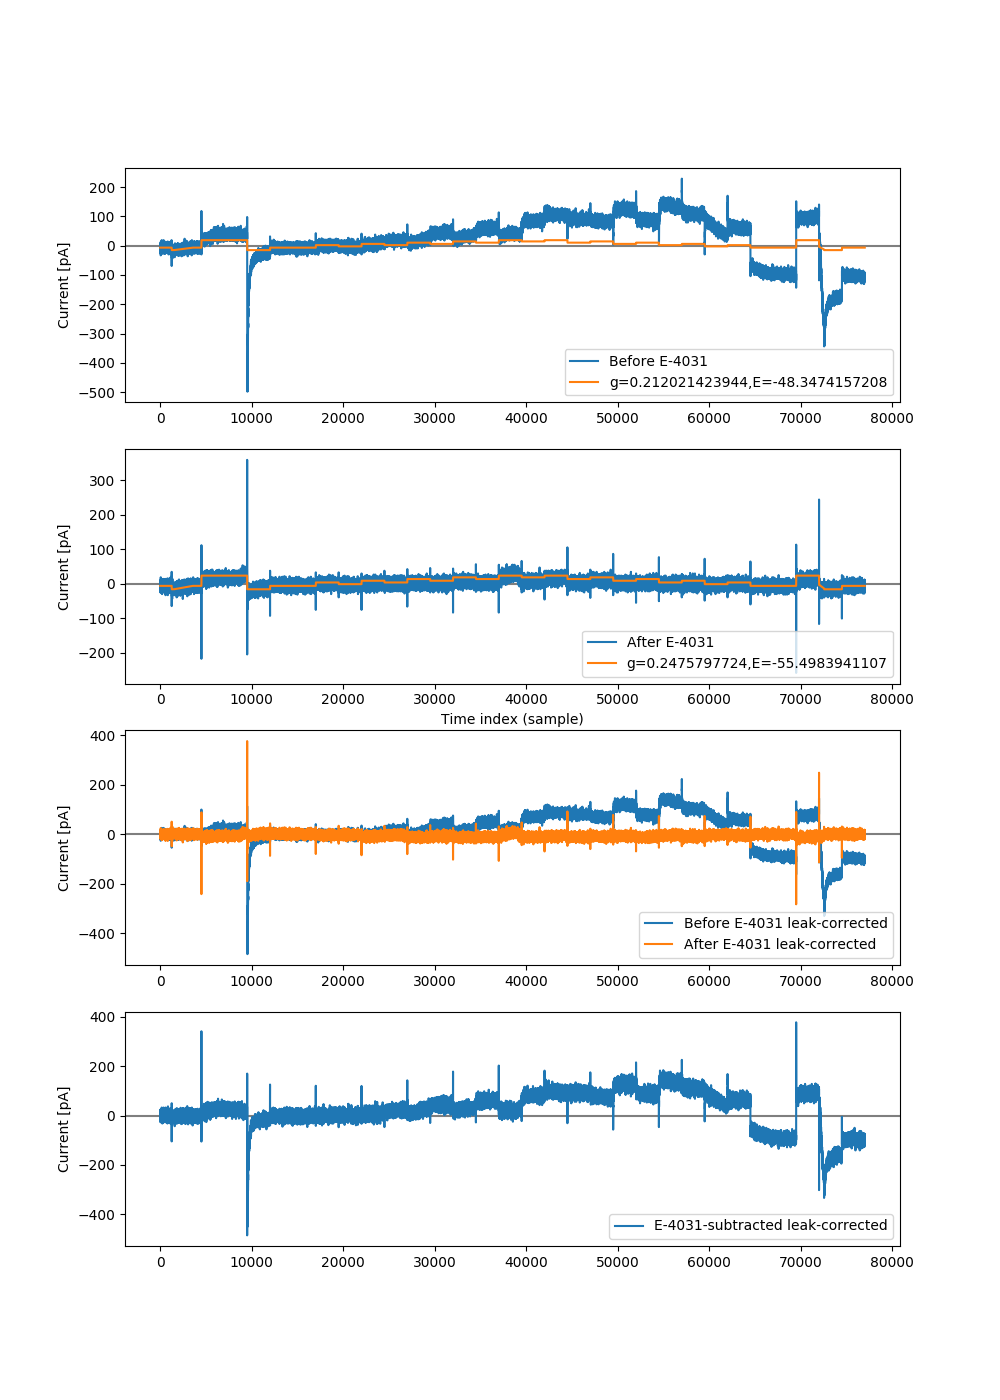 200
100
0
−100
−200
−300
−400
−500
Current [pA]
Before E-4031
g=0.212021423944,E=-48.3474157208
0 10000 20000 30000 40000 50000 60000 70000 80000
300
200
100
0
−100
−200
Current [pA]
After E-4031
g=0.2475797724,E=-55.4983941107
0 10000 20000 30000 40000 50000 60000 70000 80000
Time index (sample)
400
200
0
−200
−400
Current [pA]
Before E-4031 leak-corrected
After E-4031 leak-corrected
0 10000 20000 30000 40000 50000 60000 70000 80000
400
200
0
−200
−400
Current [pA]
E-4031-subtracted leak-corrected
0 10000 20000 30000 40000 50000 60000 70000 80000